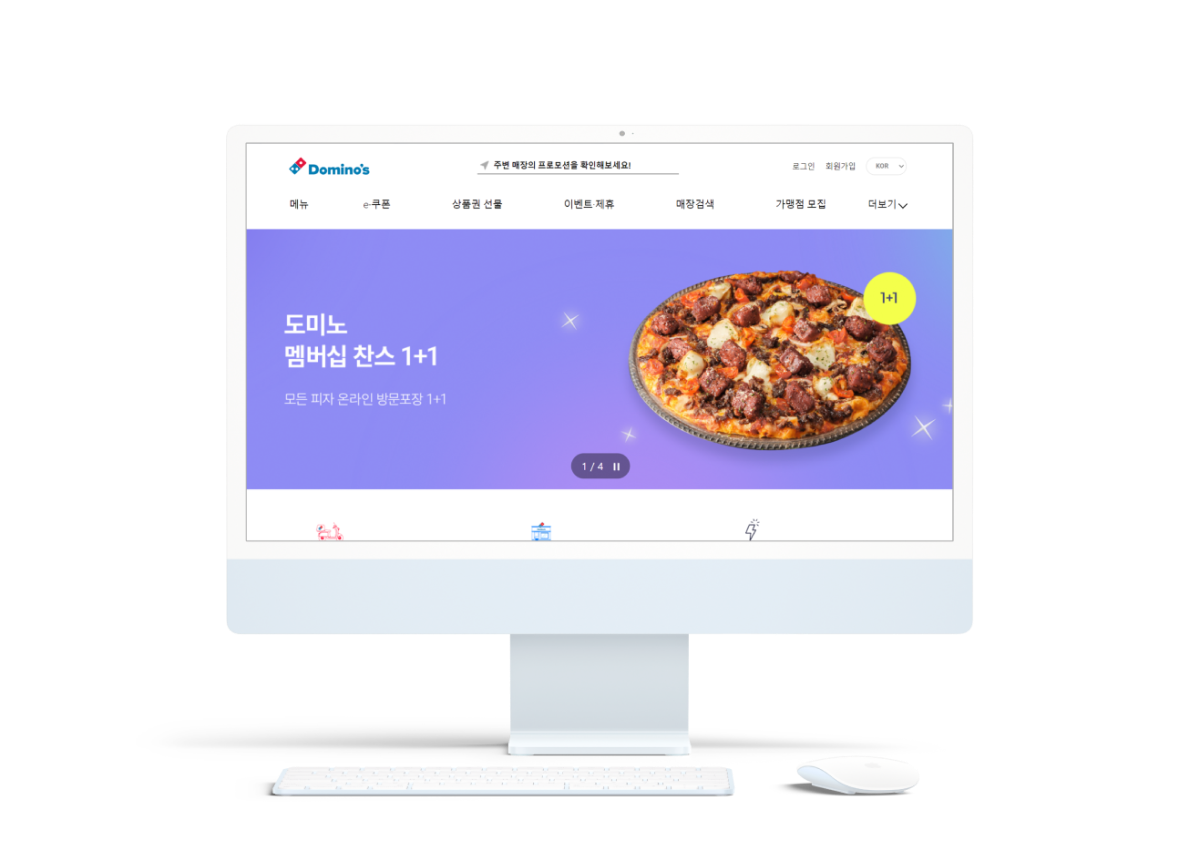 Domino's
주변 매장의 프로모션을 확인해보세요!
로그인 회원가입 KOR
메뉴 e-쿠폰 상품권 선물 이벤트·제휴 매장검색 가맹점 모집 더보기
1+1
도미노
멤버십 찬스 1+1
모든 피자 온라인 방문포장 1+1
1 / 4